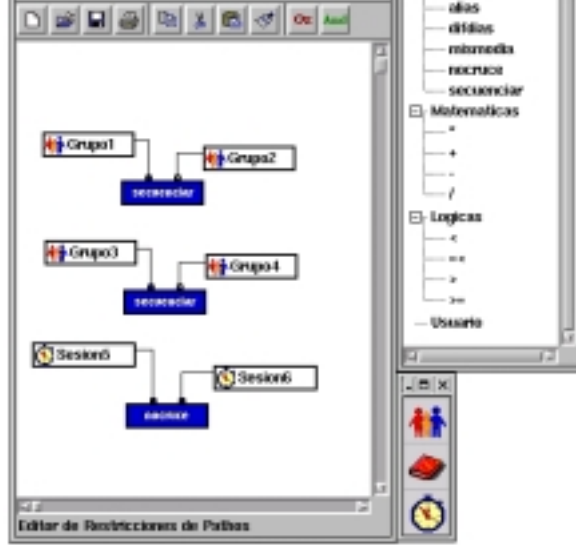 Grupo1
Grupo2
secuenciar
Grupo3
Grupo4
secuenciar
Sesion5
Sesion6
nocruce
Editor de Restricciones de Pathos
alias
difdias
mismodia
nocruce
secuenciar
Matematicas
*
+
-
/
Logicas
<
==
>
>=
Usuario